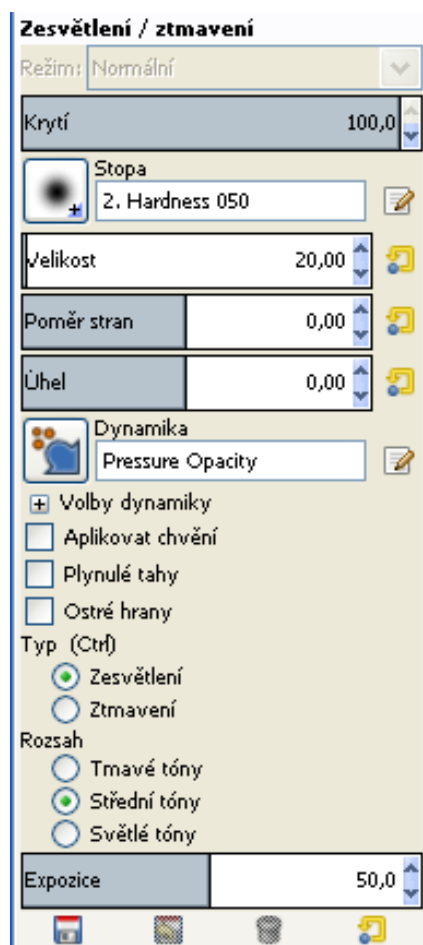 Zesvětlení / ztmavení
Režim: Normální
Krytí 100,0
Stopa
2. Hardness 050
Velikost 20,00
Poměr stran 0,00
Úhel 0,00
Dynamika
Pressure Opacity
Volby dynamiky
Aplikovat chvění
Plynulé tahy
Ostré hrany
Typ (Ctrl)
Zesvětlení
Ztmavení
Rozsah
Tmavé tóny
Střední tóny
Světlé tóny
Expozice 50,0